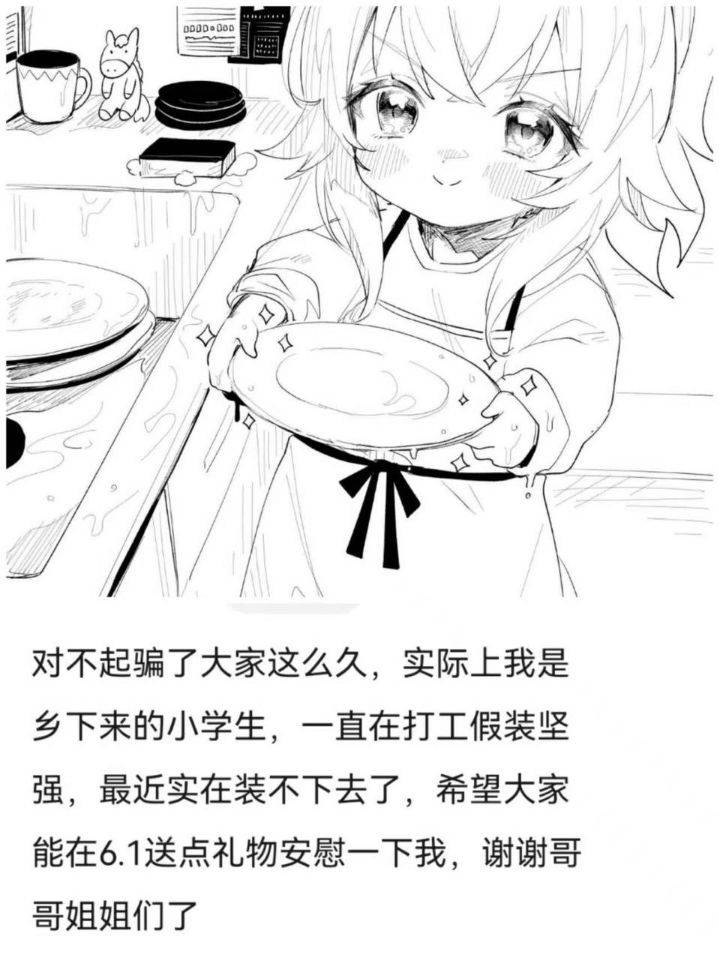 对不起骗了大家这么久，实际上我是
乡下来的小学生，一直在打工假装坚
强，最近实在装不下去了，希望大家
能在6.1送点礼物安慰一下我，谢谢哥
哥姐姐们了